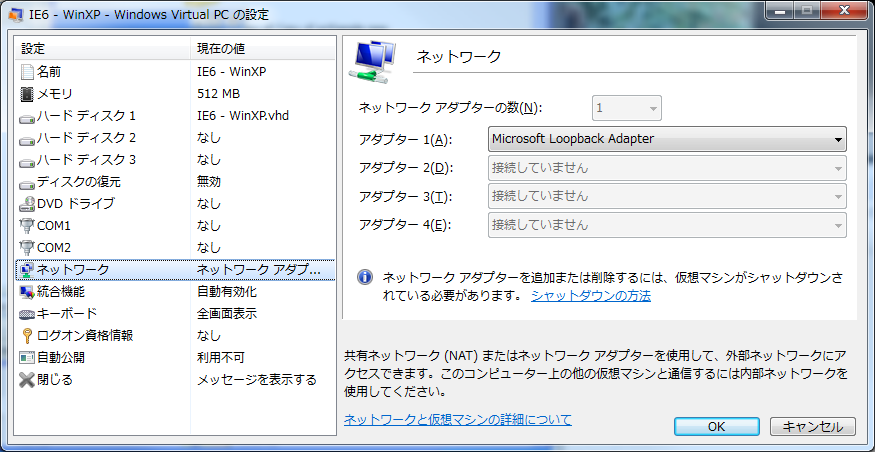 IE6 - WinXP - Windows Virtual PC の設定
設定 現在の値
名前 IE6 - WinXP
メモリ 512 MB
ハード ディスク 1 IE6 - WinXP.vhd
ハード ディスク 2 なし
ハード ディスク 3 なし
ディスクの復元 無効
DVD ドライブ なし
COM1 なし
COM2 なし
ネットワーク ネットワーク アダプ...
統合機能 自動有効化
キーボード 全画面表示
ログオン資格情報 なし
自動公開 利用不可
閉じる メッセージを表示する
ネットワーク
ネットワーク アダプターの数(N): 1
アダプター 1(A): Microsoft Loopback Adapter
アダプター 2(D): 接続していません
アダプター 3(T): 接続していません
アダプター 4(E): 接続していません
ネットワーク アダプターを追加または削除するには、仮想マシンがシャットダウンさ
れている必要があります。 シャットダウンの方法
共有ネットワーク (NAT) またはネットワーク アダプターを使用して、外部ネットワークにア
クセスできます。このコンピューター上の他の仮想マシンと通信するには内部ネットワークを
使用してください。
ネットワークと仮想マシンの詳細について
OK キャンセル